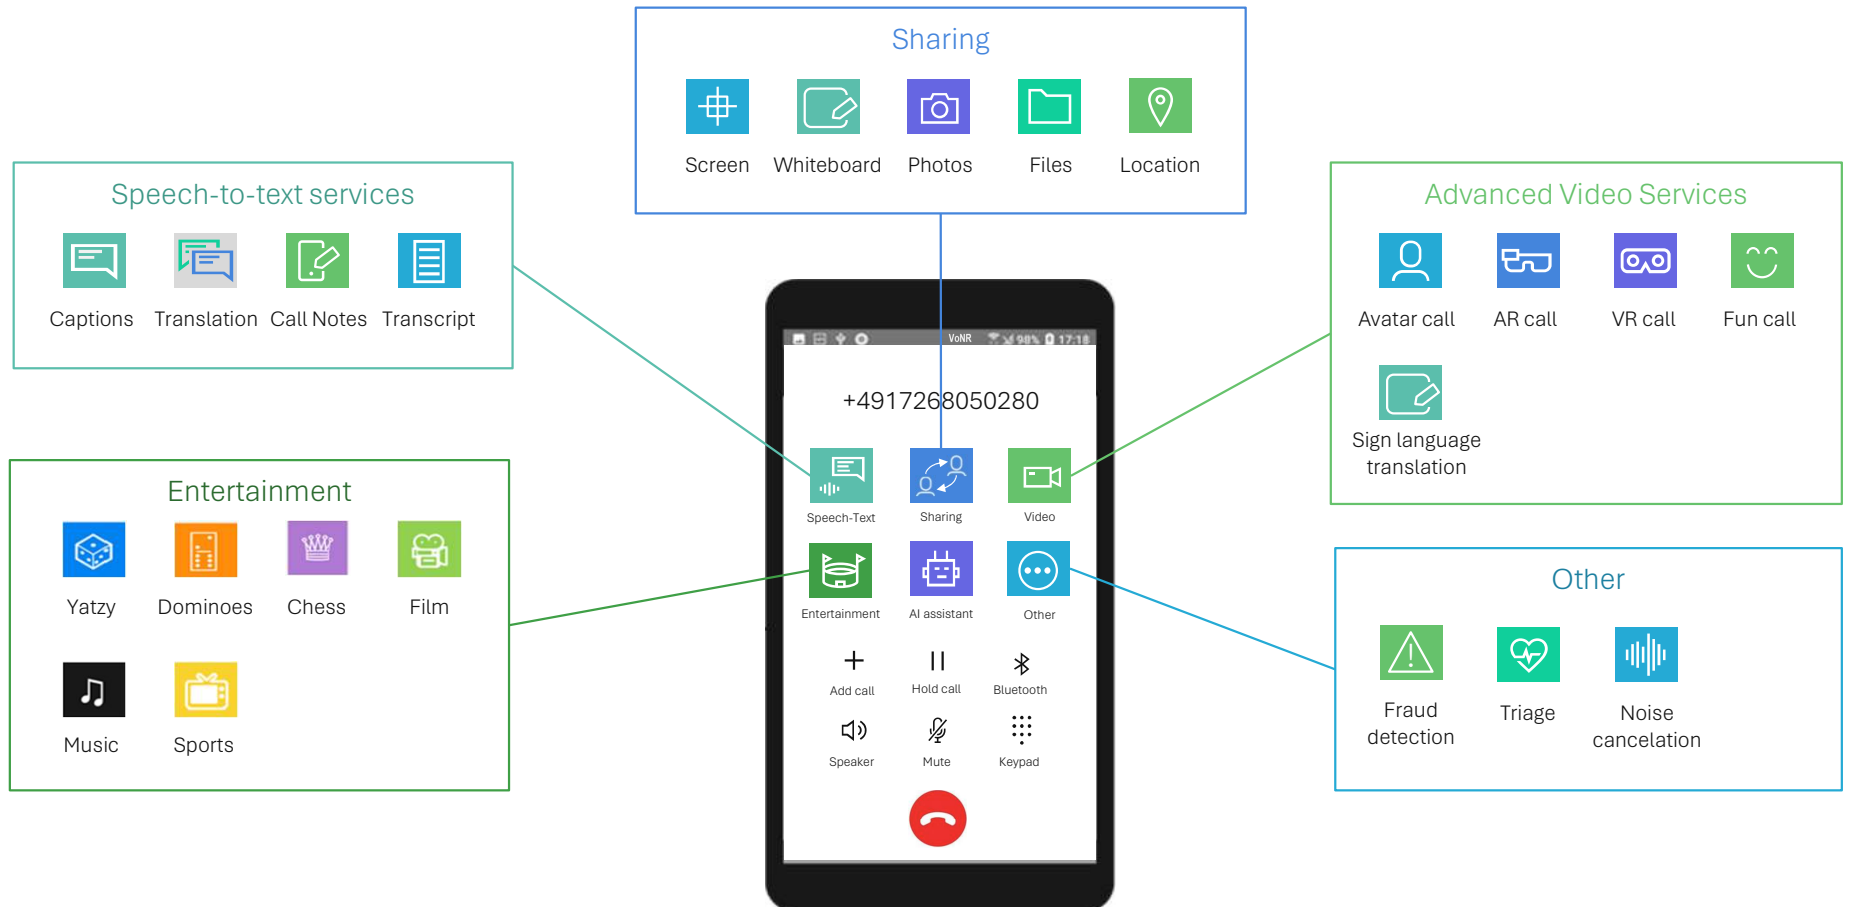 Sharing
Screen Whiteboard Photos Files Location
Speech-to-text services
Captions Translation Call Notes Transcript
Advanced Video Services
Avatar call AR call VR call Fun call
Sign language
translation
Entertainment
Yatzy Dominoes Chess Film
Music Sports
VoNR 98% 17:18
+4917268050280
Speech-Text Sharing Video
Entertainment AI assistant Other
Add call Hold call Bluetooth
Speaker Mute Keypad
Other
Fraud
detection
Triage
Noise
cancelation